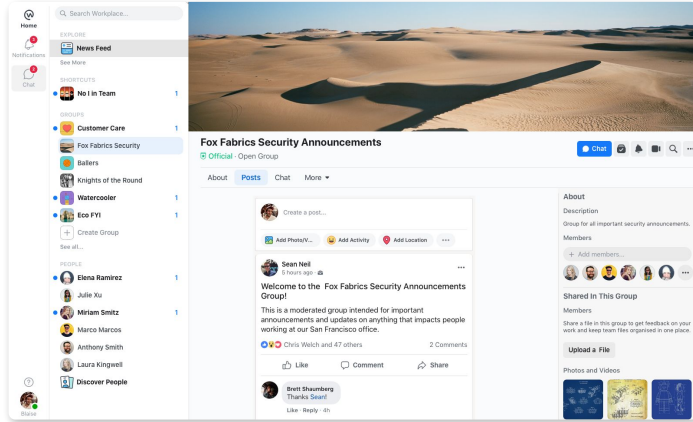 Home
Notifications
3
Chat
2
Blaise
Search Workplace...
EXPLORE
News Feed
See More
SHORTCUTS
No I in Team 1
GROUPS
Customer Care 1
Fox Fabrics Security
Ballers
Knights of the Round
Watercooler 1
Eco FYI 1
Create Group
See all...
PEOPLE
Elena Ramirez 1
Julie Xu
Miriam Smitz 1
Marco Marcos
Anthony Smith
Laura Kingwell
Discover People
Fox Fabrics Security Announcements
Official · Open Group
Chat
About Posts Chat More
Create a post...
Add Photo/V... Add Activity Add Location
Sean Neil
5 hours ago ·
Welcome to the Fox Fabrics Security Announcements
Group!
This is a moderated group intended for important
announcements and updates on anything that impacts people
working at our San Francisco office.
Chris Welch and 47 others 2 Comments
Like Comment Share
Brett Shaumberg
Thanks Sean!
Like · Reply · 4h
About
Description
Group for all important security announcements.
Members
+ Add members...
Shared In This Group
Members
Share a file in this group to get feedback on your
work and keep team files organised in one place.
Upload a File
Photos and Videos